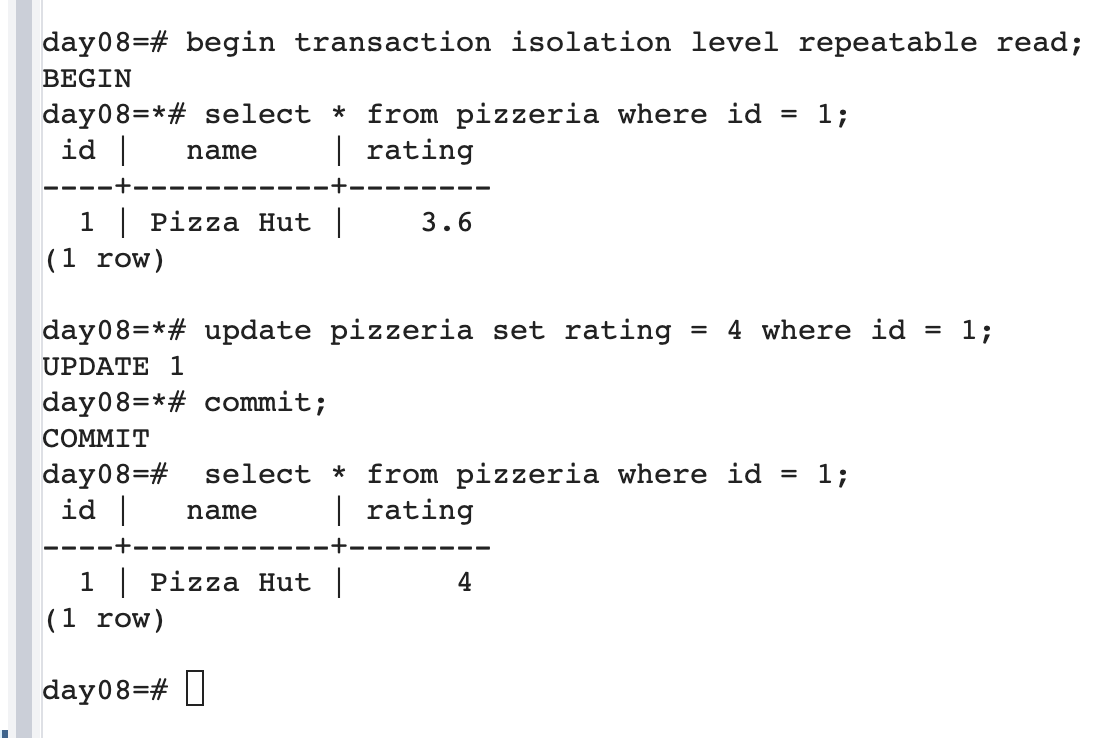 day08=# begin transaction isolation level repeatable read;
BEGIN
day08=*# select * from pizzeria where id = 1;
 id |   name    | rating
----+-----------+--------
  1 | Pizza Hut |    3.6
(1 row)

day08=*# update pizzeria set rating = 4 where id = 1;
UPDATE 1
day08=*# commit;
COMMIT
day08=#  select * from pizzeria where id = 1;
 id |   name    | rating
----+-----------+--------
  1 | Pizza Hut |      4
(1 row)

day08=#